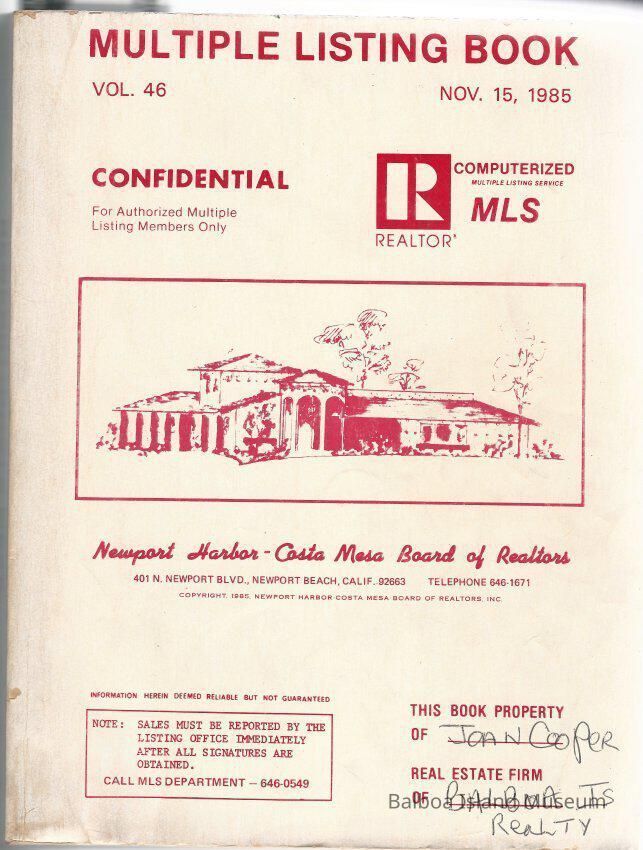 MULTIPLE LISTING BOOK
VOL. 46
NOV. 15, 1985
CONFIDENTIAL
For Authorized Multiple
Listing Members Only
R
REALTOR®
COMPUTERIZED
MULTIPLE LISTING SERVICE
MLS
Newport Harbor - Costa Mesa Board of Realtors
401 N. NEWPORT BLVD., NEWPORT BEACH, CALIF. 92663 TELEPHONE 646-1671
COPYRIGHT, 1985, NEWPORT HARBOR-COSTA MESA BOARD OF REALTORS, INC.
INFORMATION HEREIN DEEMED RELIABLE BUT NOT GUARANTEED
NOTE: SALES MUST BE REPORTED BY THE
LISTING OFFICE IMMEDIATELY
AFTER ALL SIGNATURES ARE
OBTAINED.
CALL MLS DEPARTMENT – 646-0549
THIS BOOK PROPERTY
OF JOAN COOPER
REAL ESTATE FIRM
OF BALBOA IS
REALTY
Balboa Island Museum